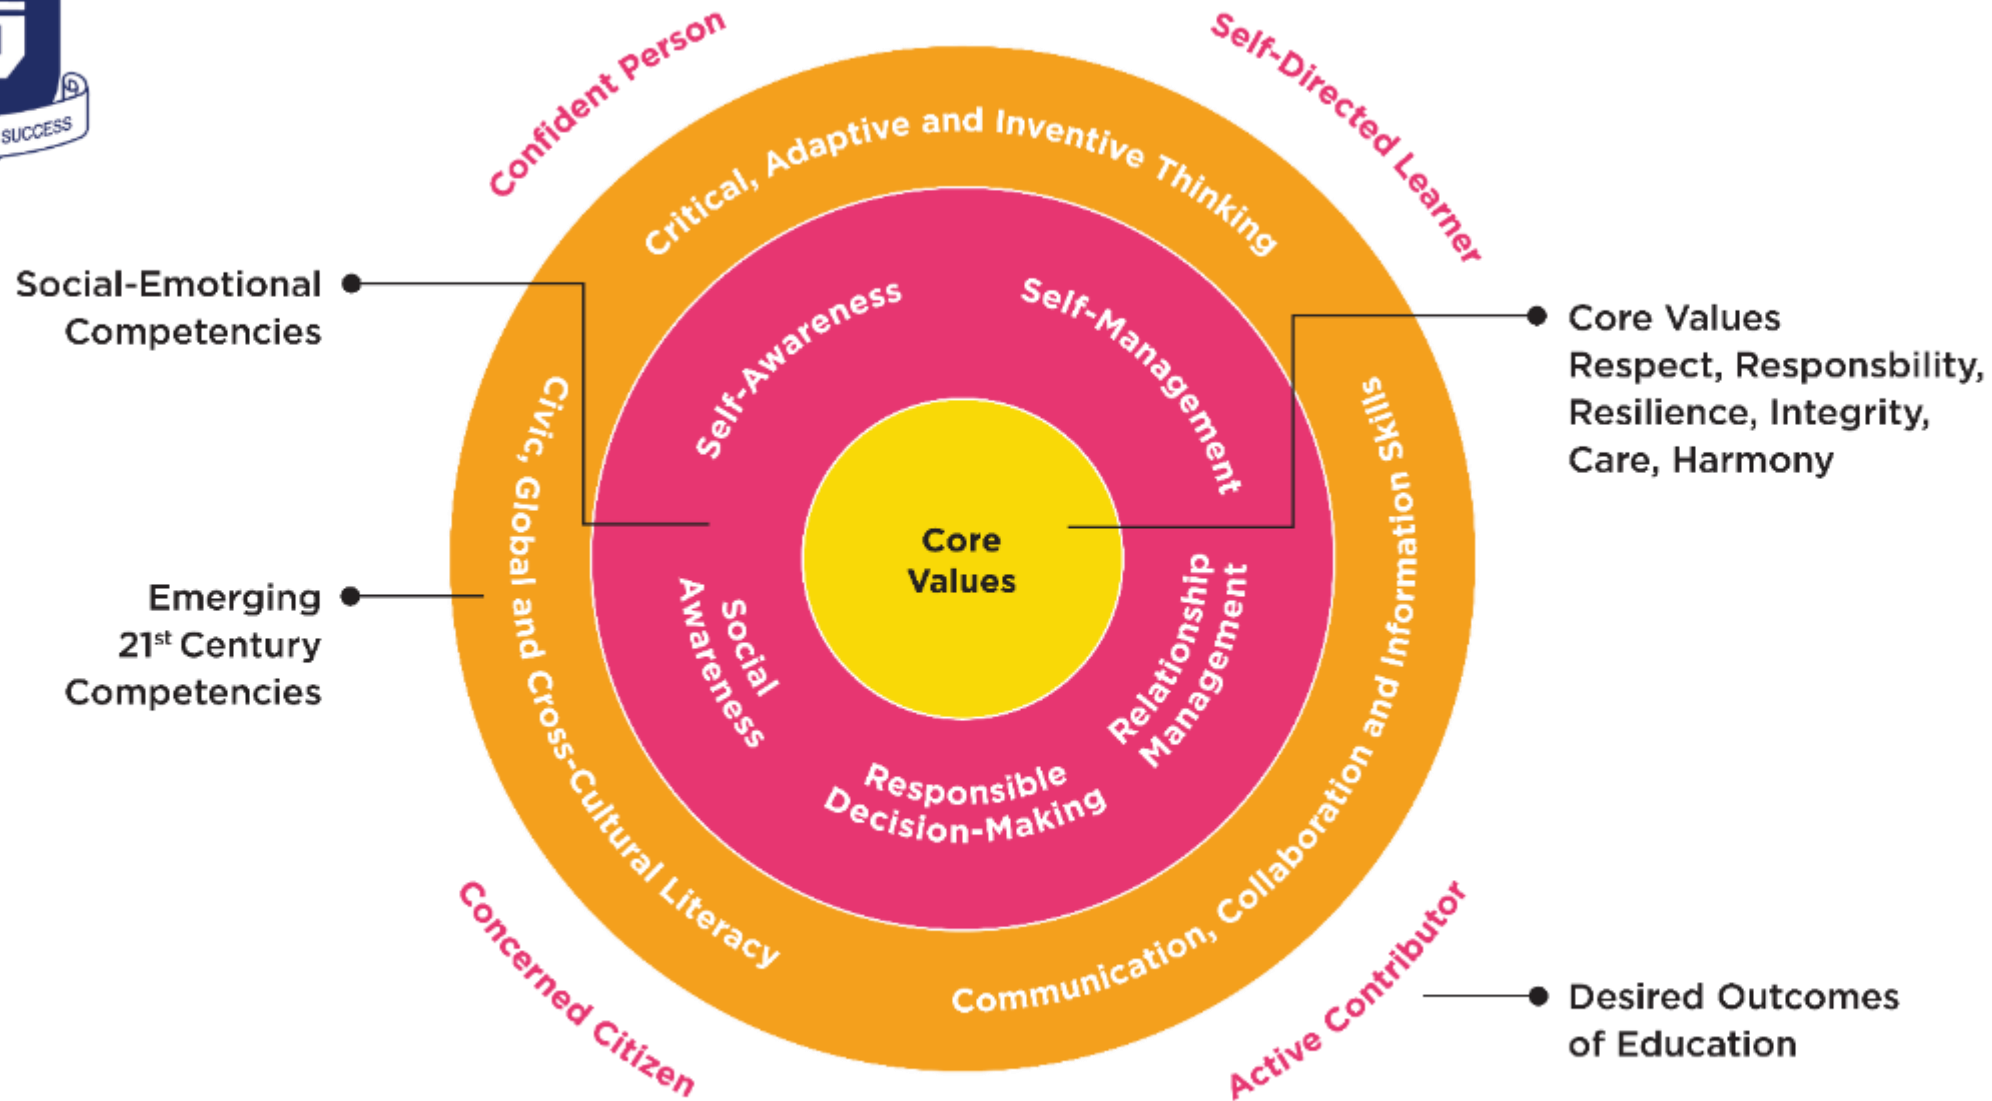 SUCCESS
Confident Person
Self-Directed Learner
Critical, Adaptive and Inventive Thinking
Social-Emotional
Competencies
Self-Awareness
Self-Management
Core Values
Respect, Responsbility,
Resilience, Integrity,
Care, Harmony
Civic, Global and Cross-Cultural Literacy
Communication, Collaboration and Information Skills
Core
Values
Emerging
21st Century
Competencies
Social
Awareness
Relationship
Management
Responsible
Decision-Making
Concerned Citizen
Active Contributor
Desired Outcomes
of Education